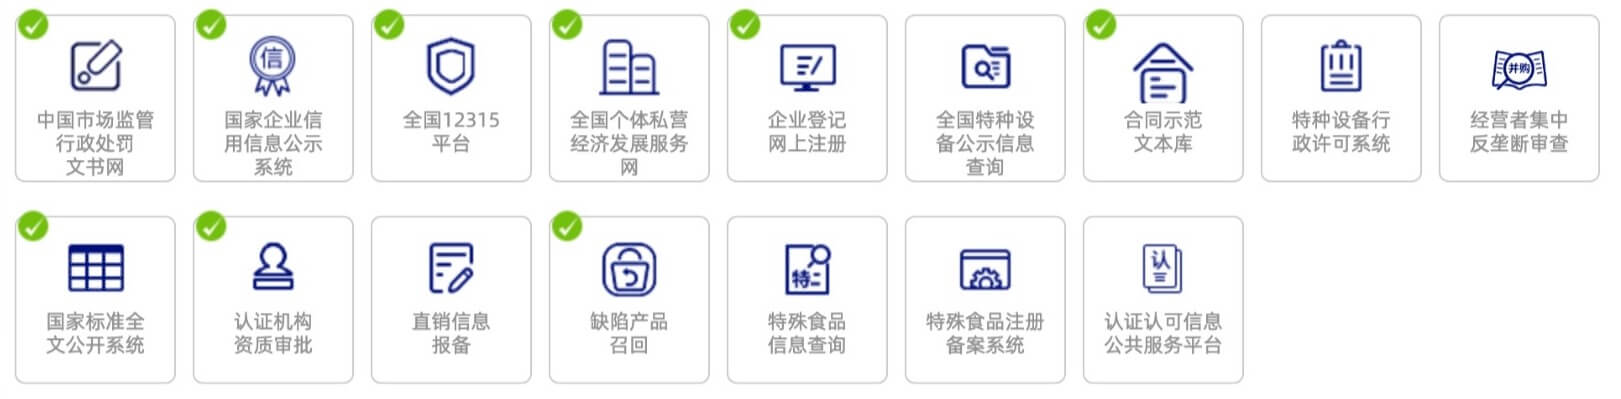 信
并购
中国市场监管
行政处罚
文书网
国家企业信
用信息公示
系统
全国12315
平台
全国个体私营
经济发展服务
网
企业登记
网上注册
全国特种设
备公示信息
查询
合同示范
文本库
特种设备行
政许可系统
经营者集中
反垄断审查
认
特
国家标准全
文公开系统
认证机构
资质审批
直销信息
报备
缺陷产品
召回
特殊食品
信息查询
特殊食品注册
备案系统
认证认可信息
公共服务平台